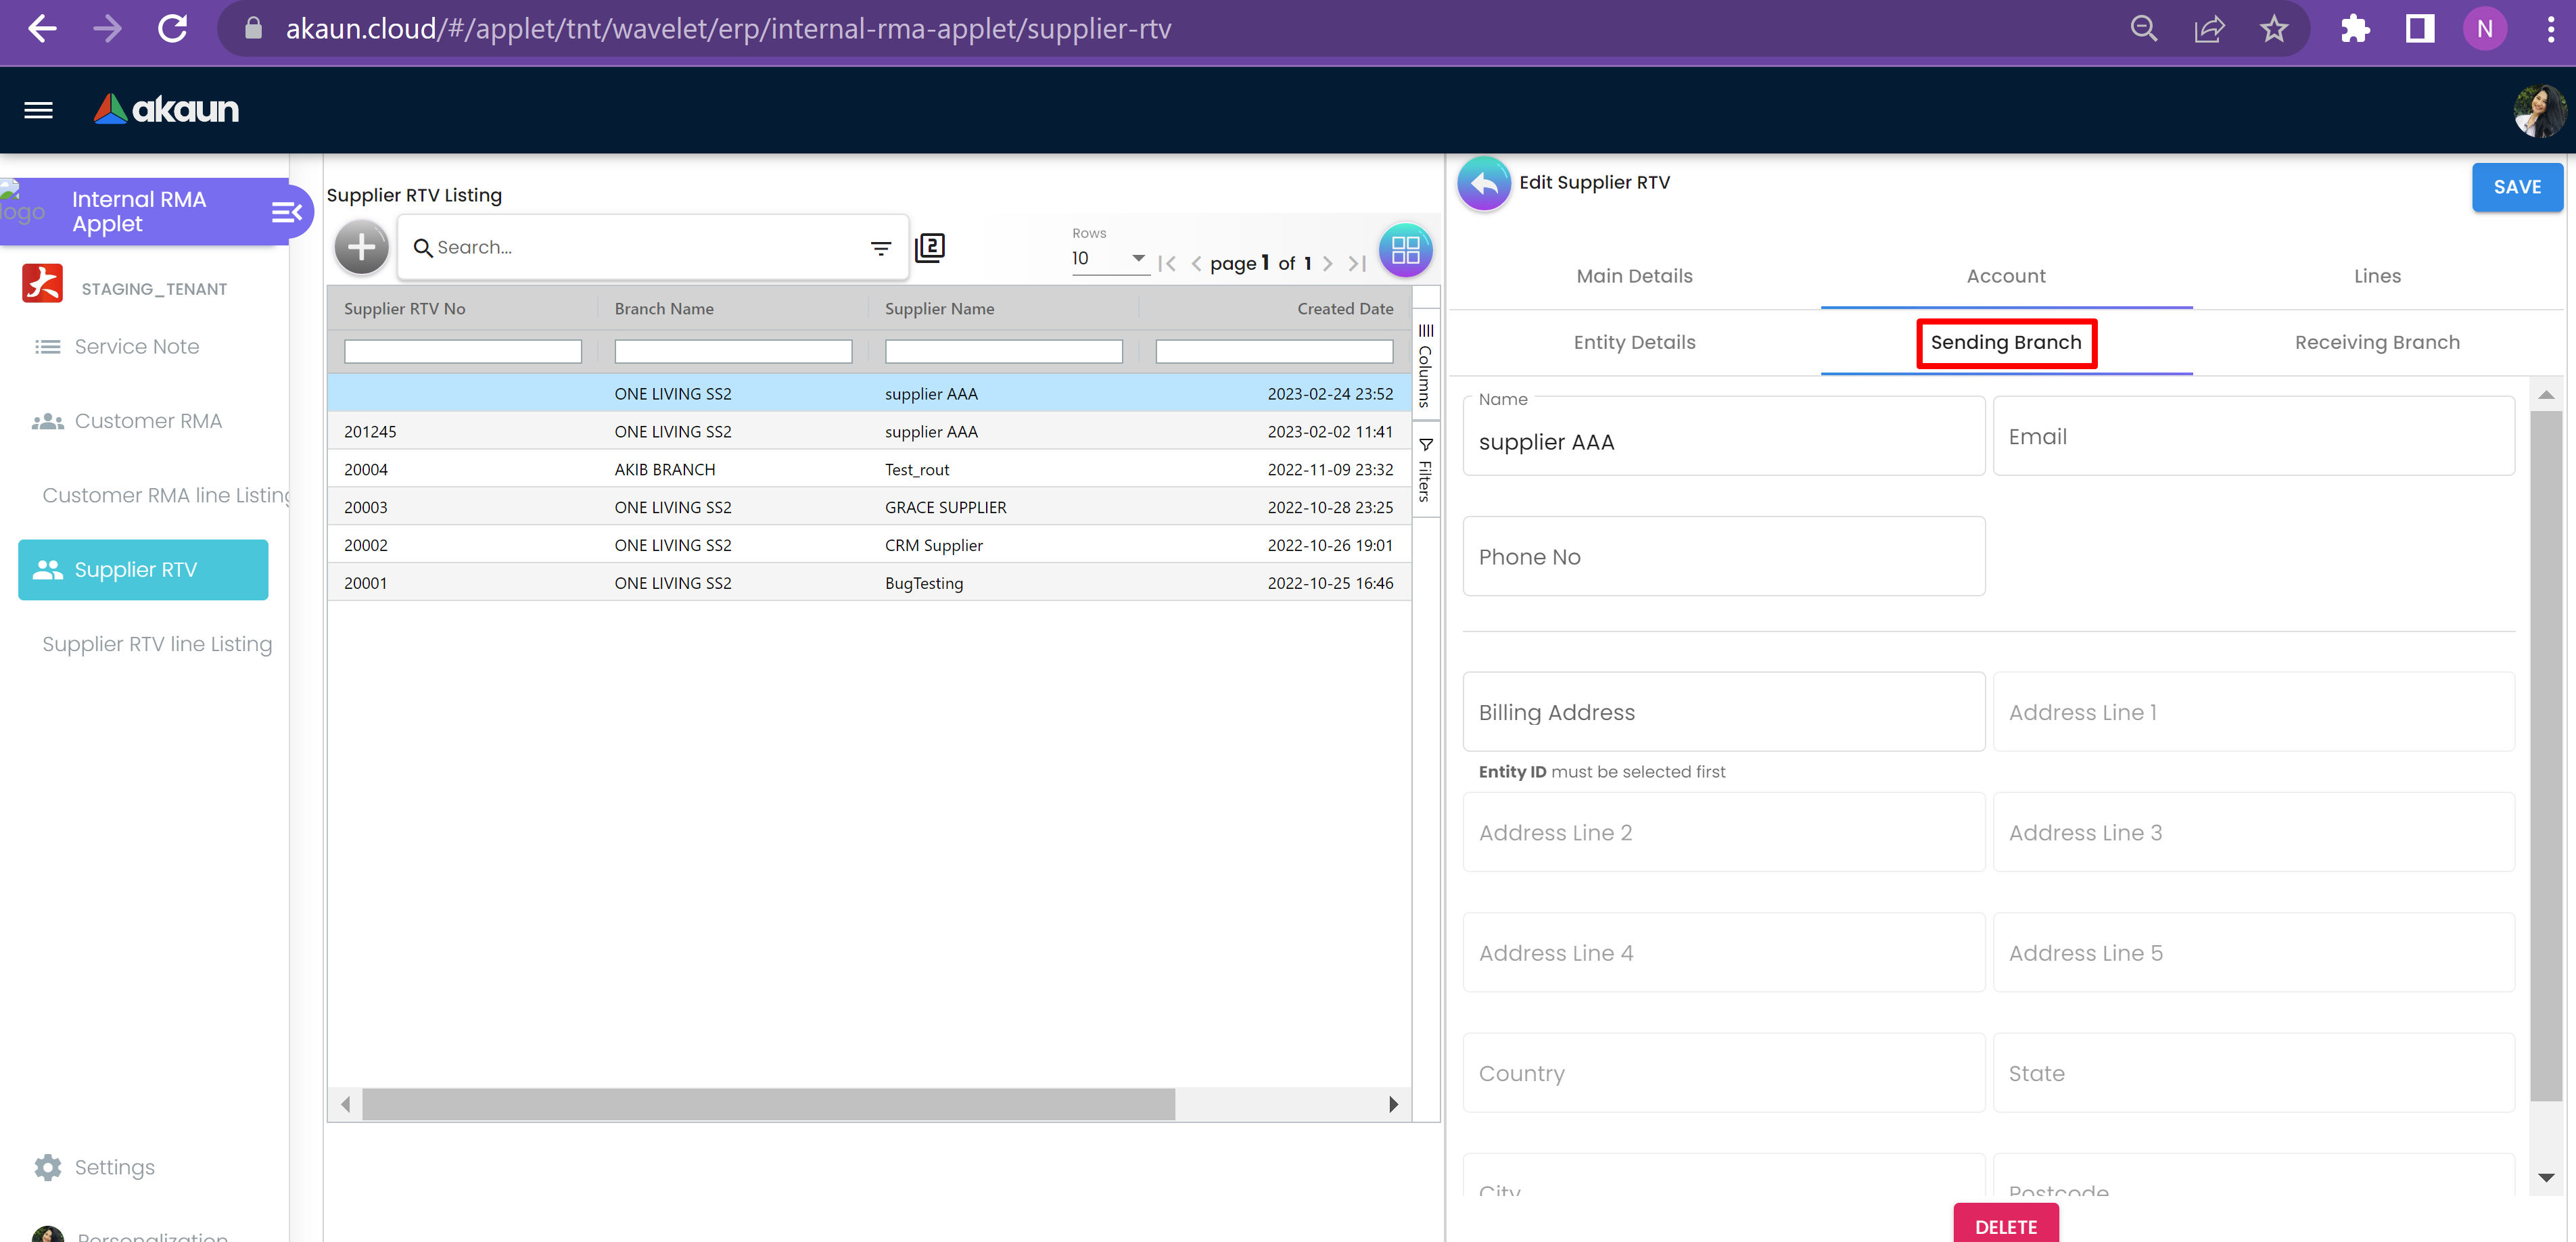 akaun.cloud/#/applet/tnt/wavelet/erp/internal-rma-applet/supplier-rtv
N
akaun
logo
Internal RMA Applet
STAGING_TENANT
Service Note
Customer RMA
Customer RMA line Listing
Supplier RTV
Supplier RTV line Listing
Settings
Personalization
Supplier RTV Listing
Search...
2
Rows
10
page 1 of 1
Supplier RTV No Branch Name Supplier Name Created Date
ONE LIVING SS2 supplier AAA 2023-02-24 23:52
201245 ONE LIVING SS2 supplier AAA 2023-02-02 11:41
20004 AKIB BRANCH Test_rout 2022-11-09 23:32
20003 ONE LIVING SS2 GRACE SUPPLIER 2022-10-28 23:25
20002 ONE LIVING SS2 CRM Supplier 2022-10-26 19:01
20001 ONE LIVING SS2 BugTesting 2022-10-25 16:46
Columns
Filters
Edit Supplier RTV
SAVE
Main Details Account Lines
Entity Details Sending Branch Receiving Branch
Name
supplier AAA
Email
Phone No
Billing Address
Address Line 1
Entity ID must be selected first
Address Line 2
Address Line 3
Address Line 4
Address Line 5
Country
State
City
Postcode
DELETE